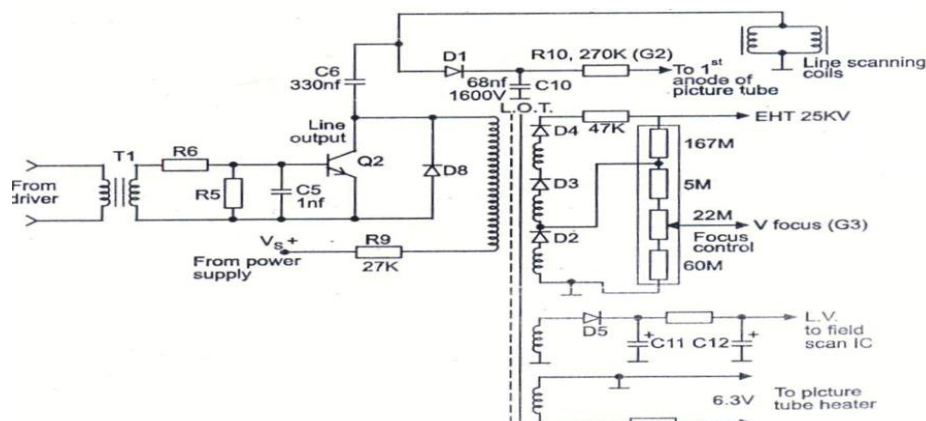 D1
R10, 270K (G2)
C6
330nf
68nf
1600V
C10
To 1st
anode of
picture tube
Line scanning
coils
L.O.T.
Line
output
D4
47K
EHT 25KV
167M
T1
R6
Q2
D8
D3
5M
From
driver
R5
C5
1nf
22M
V focus (G3)
Focus
control
D2
VS +
From power
supply
R9
27K
60M
D5
C11
C12
L.V.
to field
scan IC
6.3V
To picture
tube heater